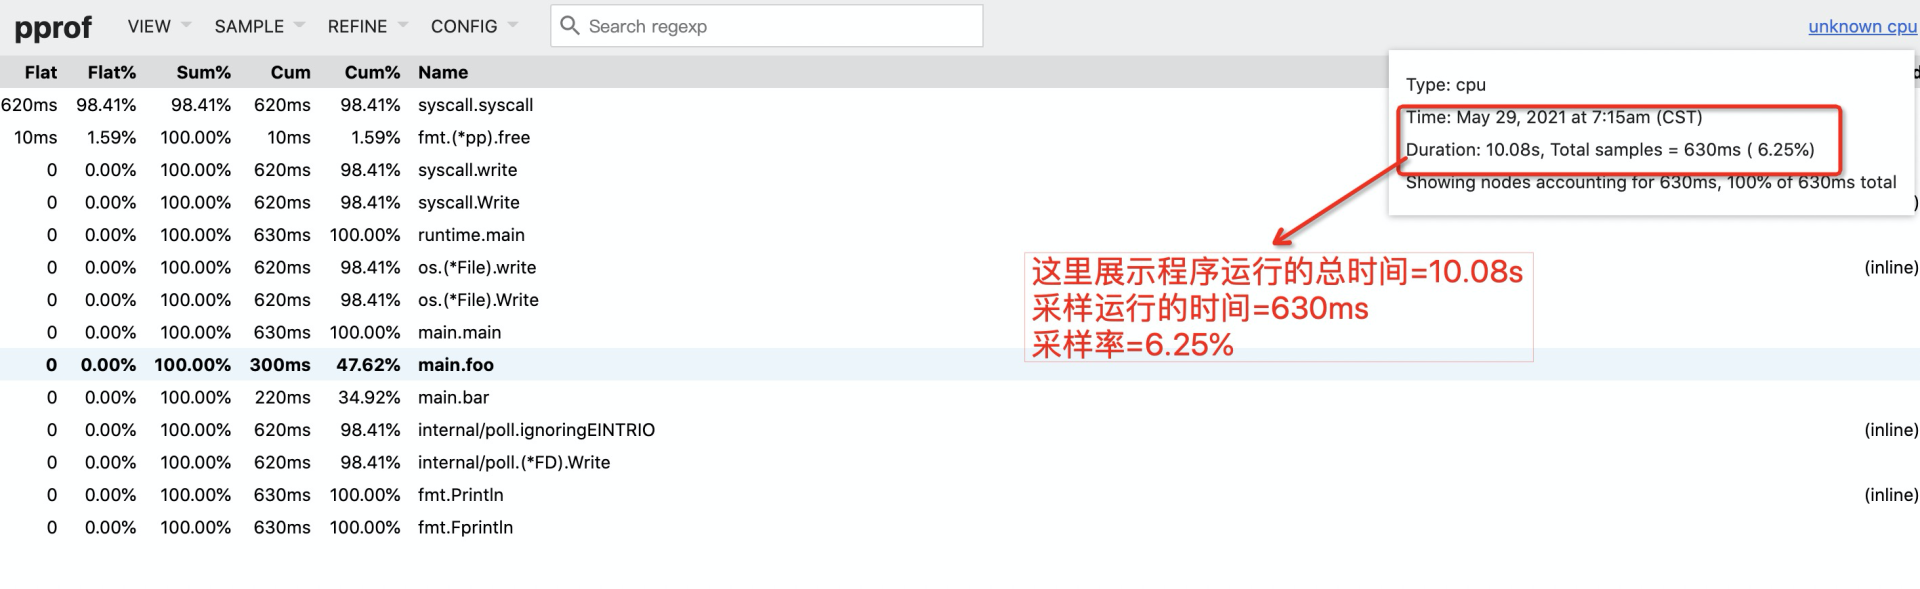 pprof VIEW SAMPLE REFINE CONFIG Search regexp unknown cpu
Flat Flat% Sum% Cum Cum% Name
620ms 98.41% 98.41% 620ms 98.41% syscall.syscall
10ms 1.59% 100.00% 10ms 1.59% fmt.(*pp).free
0 0.00% 100.00% 620ms 98.41% syscall.write
0 0.00% 100.00% 620ms 98.41% syscall.Write
0 0.00% 100.00% 630ms 100.00% runtime.main
0 0.00% 100.00% 620ms 98.41% os.(*File).write (inline)
0 0.00% 100.00% 620ms 98.41% os.(*File).Write
0 0.00% 100.00% 630ms 100.00% main.main
0 0.00% 100.00% 300ms 47.62% main.foo
0 0.00% 100.00% 220ms 34.92% main.bar
0 0.00% 100.00% 620ms 98.41% internal/poll.ignoringEINTRIO (inline)
0 0.00% 100.00% 620ms 98.41% internal/poll.(*FD).Write
0 0.00% 100.00% 630ms 100.00% fmt.Println (inline)
0 0.00% 100.00% 630ms 100.00% fmt.Fprintln
Type: cpu
Time: May 29, 2021 at 7:15am (CST)
Duration: 10.08s, Total samples = 630ms ( 6.25%)
Showing nodes accounting for 630ms, 100% of 630ms total
这里展示程序运行的总时间=10.08s
采样运行的时间=630ms
采样率=6.25%